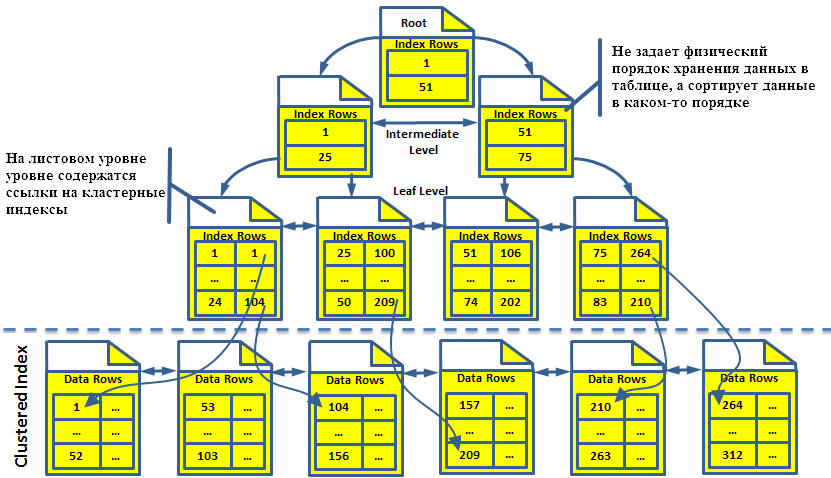 Root
Index Rows
1
51
Не задает физический
порядок хранения данных в
таблице, а сортирует данные
в каком-то порядке
Index Rows
1
25
Intermediate
Level
Index Rows
51
75
На листовом уровне
уровне содержатся
ссылки на кластерные
индексы
Leaf Level
Index Rows
1 1
... ...
24 104
Index Rows
25 100
... ...
50 209
Index Rows
51 106
... ...
74 202
Index Rows
75 264
... ...
83 210
Clustered Index
Data Rows
1 ...
... ...
52 ...
Data Rows
53 ...
... ...
103 ...
Data Rows
104 ...
... ...
156 ...
Data Rows
157 ...
... ...
209 ...
Data Rows
210 ...
... ...
263 ...
Data Rows
264 ...
... ...
312 ...